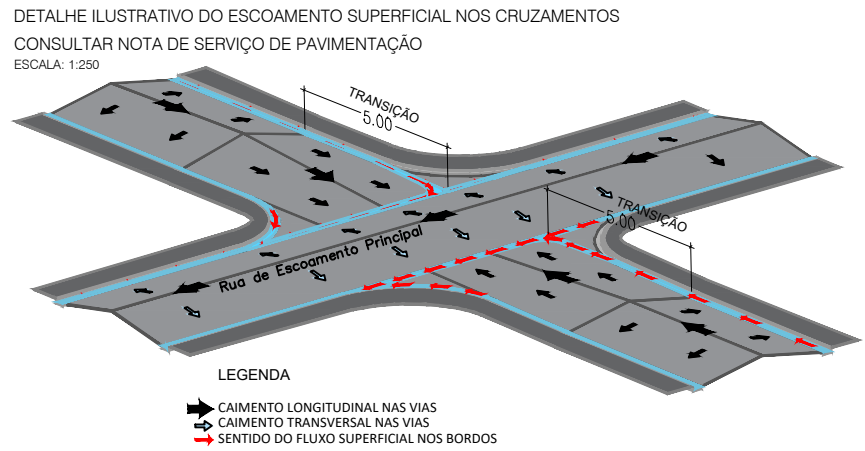 DETALHE ILUSTRATIVO DO ESCOAMENTO SUPERFICIAL NOS CRUZAMENTOS
CONSULTAR NOTA DE SERVIÇO DE PAVIMENTAÇÃO
ESCALA: 1:250
TRANSIÇÃO
5.00
TRANSIÇÃO
5.00
Rua de Escoamento Principal
LEGENDA
CAIMENTO LONGITUDINAL NAS VIAS
CAIMENTO TRANSVERSAL NAS VIAS
SENTIDO DO FLUXO SUPERFICIAL NOS BORDOS